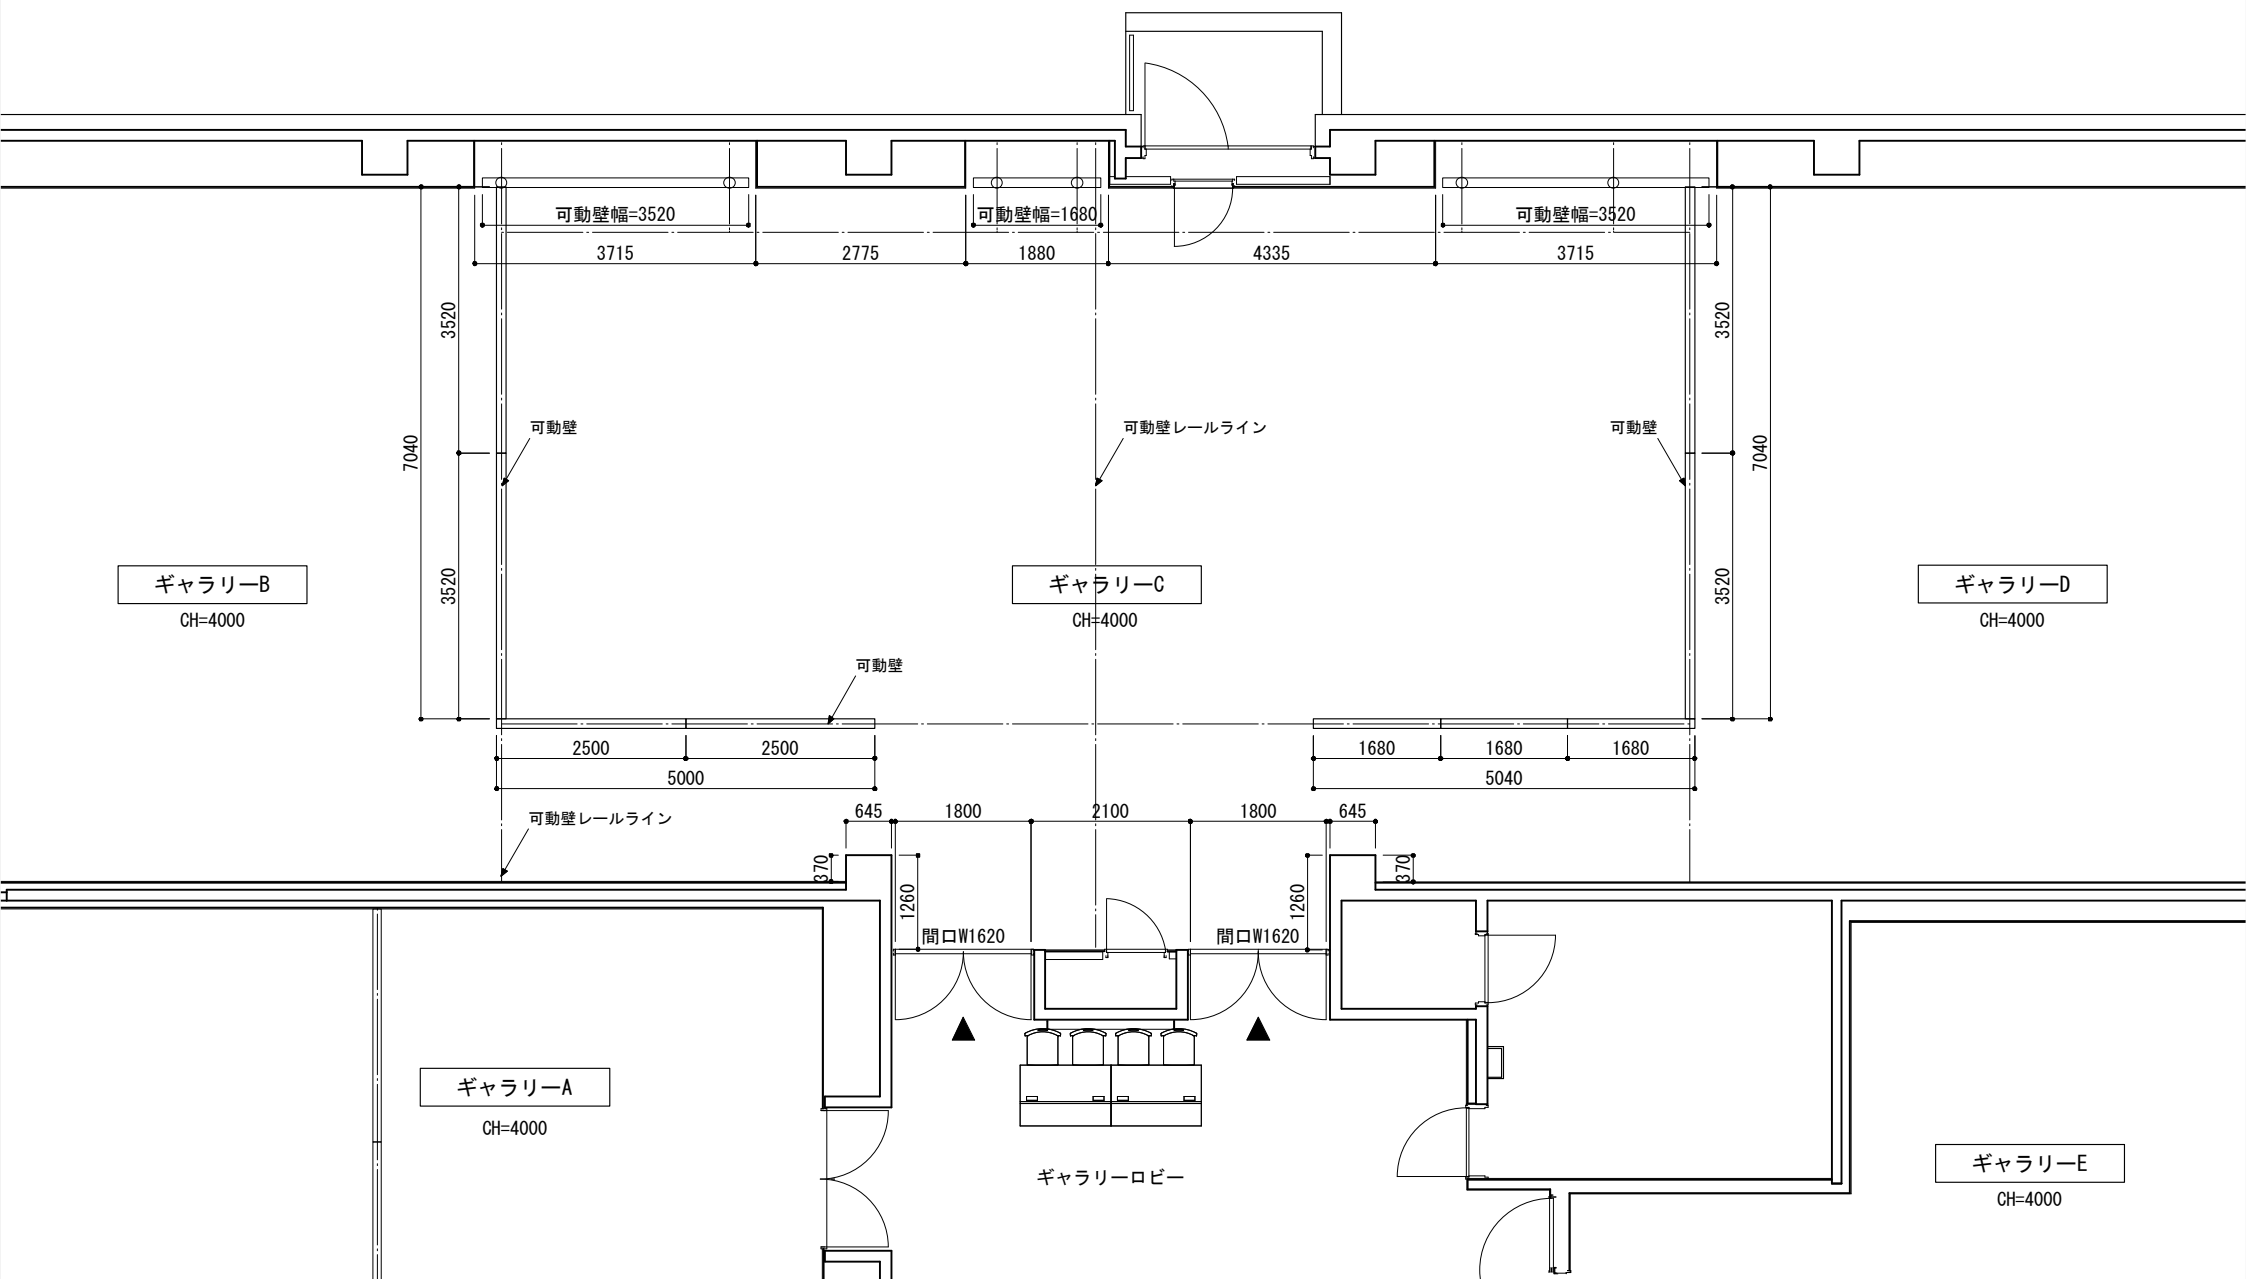 可動壁幅=3520
可動壁幅=1680
可動壁幅=3520
3715
2775
1880
4335
3715
3520
3520
7040
可動壁
可動壁レールライン
可動壁
7040
ギャラリーB
CH=4000
ギャラリーC
CH=4000
ギャラリーD
CH=4000
3520
3520
可動壁
2500
2500
1680
1680
1680
5000
5040
可動壁レールライン
645
1800
2100
1800
645
370
370
1260
1260
間口W1620
間口W1620
ギャラリーA
CH=4000
ギャラリーロビー
ギャラリーE
CH=4000